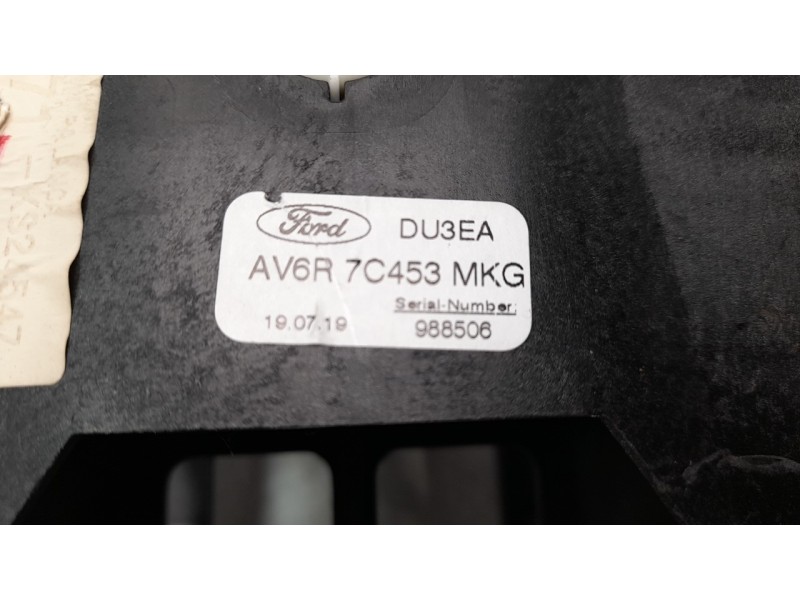 Ford DU3EA
AV6R 7C453 MKG
Serial-Number:
19.07.19 988506